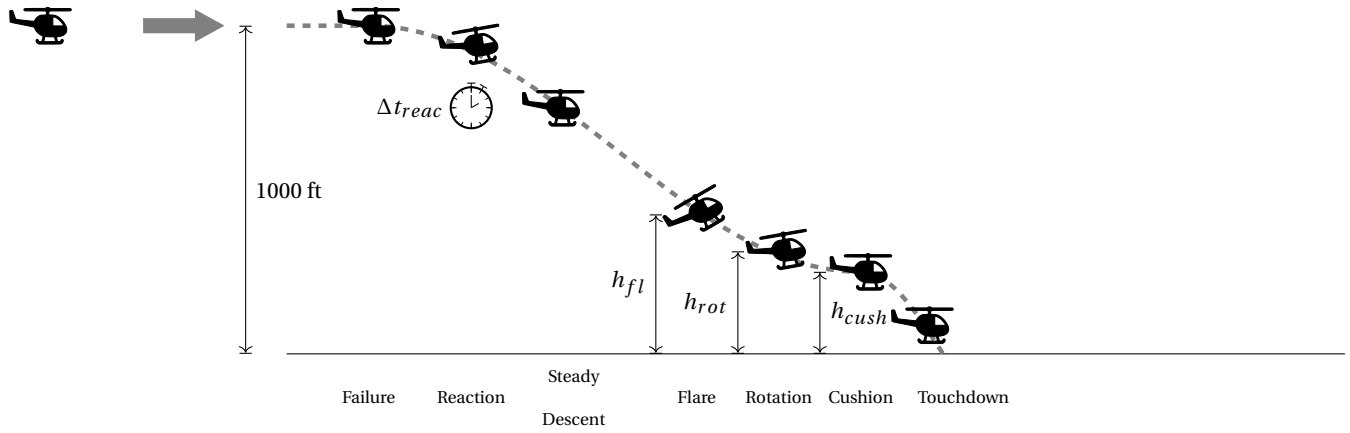 Δt_reac
1000 ft
h_fl
h_rot
h_cush
Steady
Failure Reaction Flare Rotation Cushion Touchdown
Descent